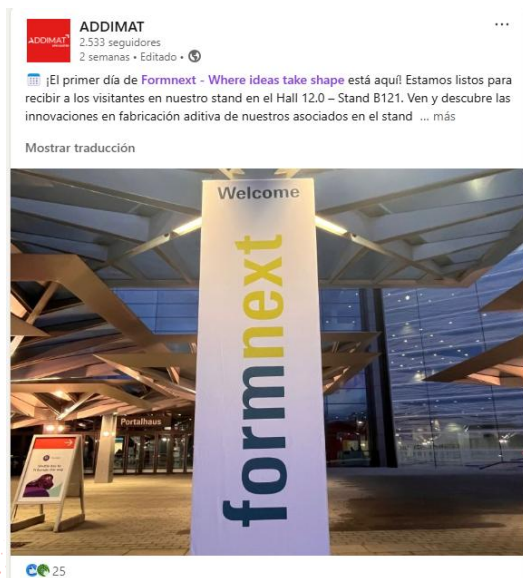 ADDIMAT
ADDIMAT
2.533 seguidores
2 semanas • Editado •
¡El primer día de Formnext - Where ideas take shape está aquí! Estamos listos para
recibir a los visitantes en nuestro stand en el Hall 12.0 – Stand B121. Ven y descubre las
innovaciones en fabricación aditiva de nuestros asociados en el stand ... más
Mostrar traducción
Welcome
formnext
Portalhaus
25